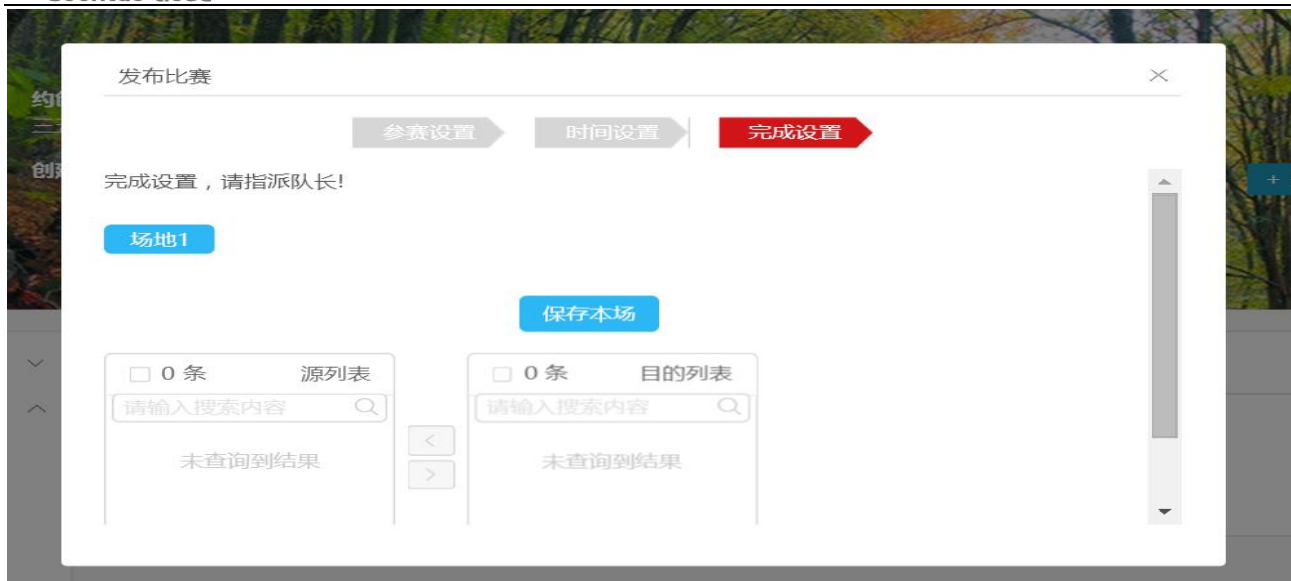 发布比赛
参赛设置 时间设置 完成设置
完成设置，请指派队长!
场地1
保存本场
0 条 源列表 0 条 目的列表
请输入搜索内容 请输入搜索内容
未查询到结果 未查询到结果